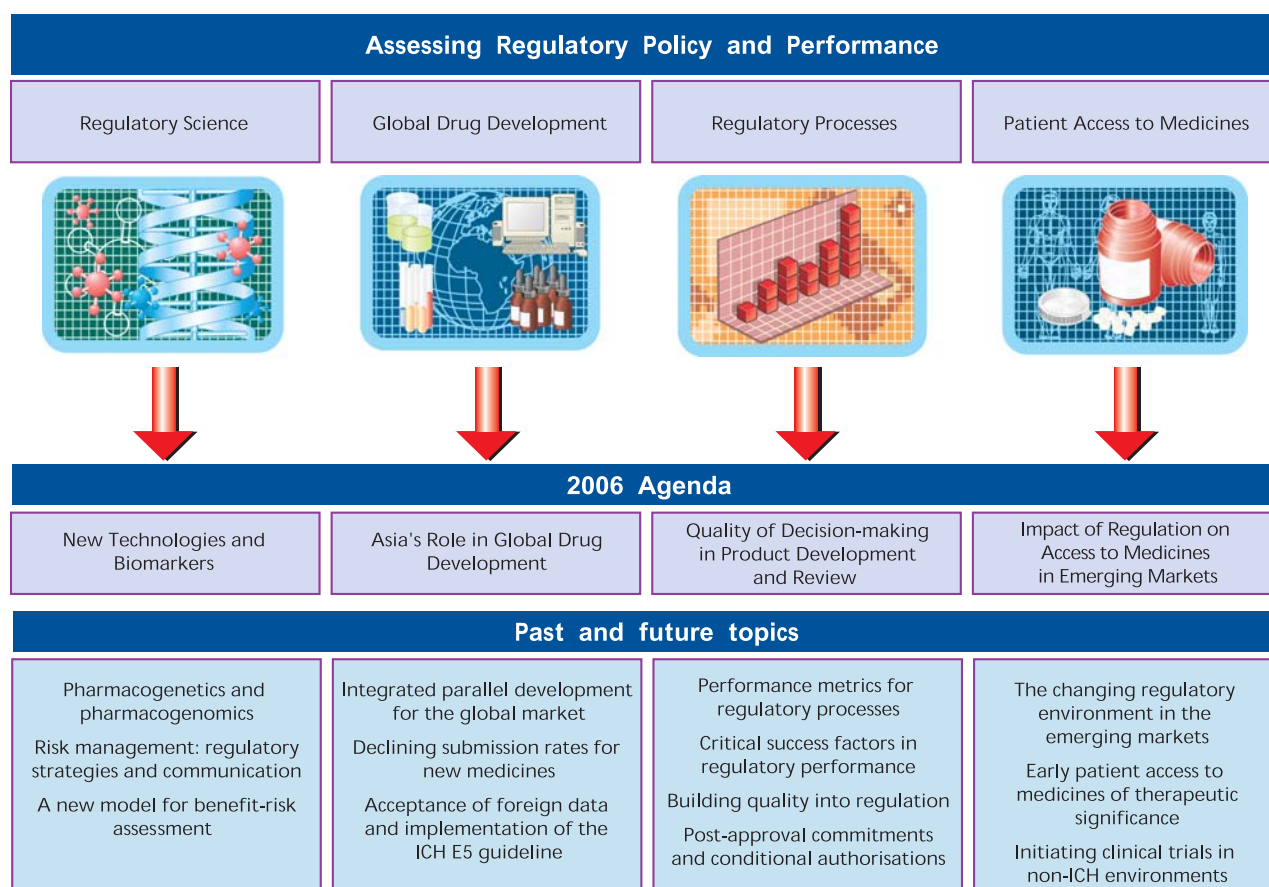 Assessing Regulatory Policy and Performance
Regulatory Science
Global Drug Development
Regulatory Processes
Patient Access to Medicines
2006 Agenda
New Technologies and
Biomarkers
Asia's Role in Global Drug
Development
Quality of Decision-making
in Product Development
and Review
Impact of Regulation on
Access to Medicines
in Emerging Markets
Past and future topics
Pharmacogenetics and
pharmacogenomics
Risk management: regulatory
strategies and communication
A new model for benefit-risk
assessment
Integrated parallel development
for the global market
Declining submission rates for
new medicines
Acceptance of foreign data
and implementation of the
ICH E5 guideline
Performance metrics for
regulatory processes
Critical success factors in
regulatory performance
Building quality into regulation
Post-approval commitments
and conditional authorisations
The changing regulatory
environment in the
emerging markets
Early patient access to
medicines of therapeutic
significance
Initiating clinical trials in
non-ICH environments